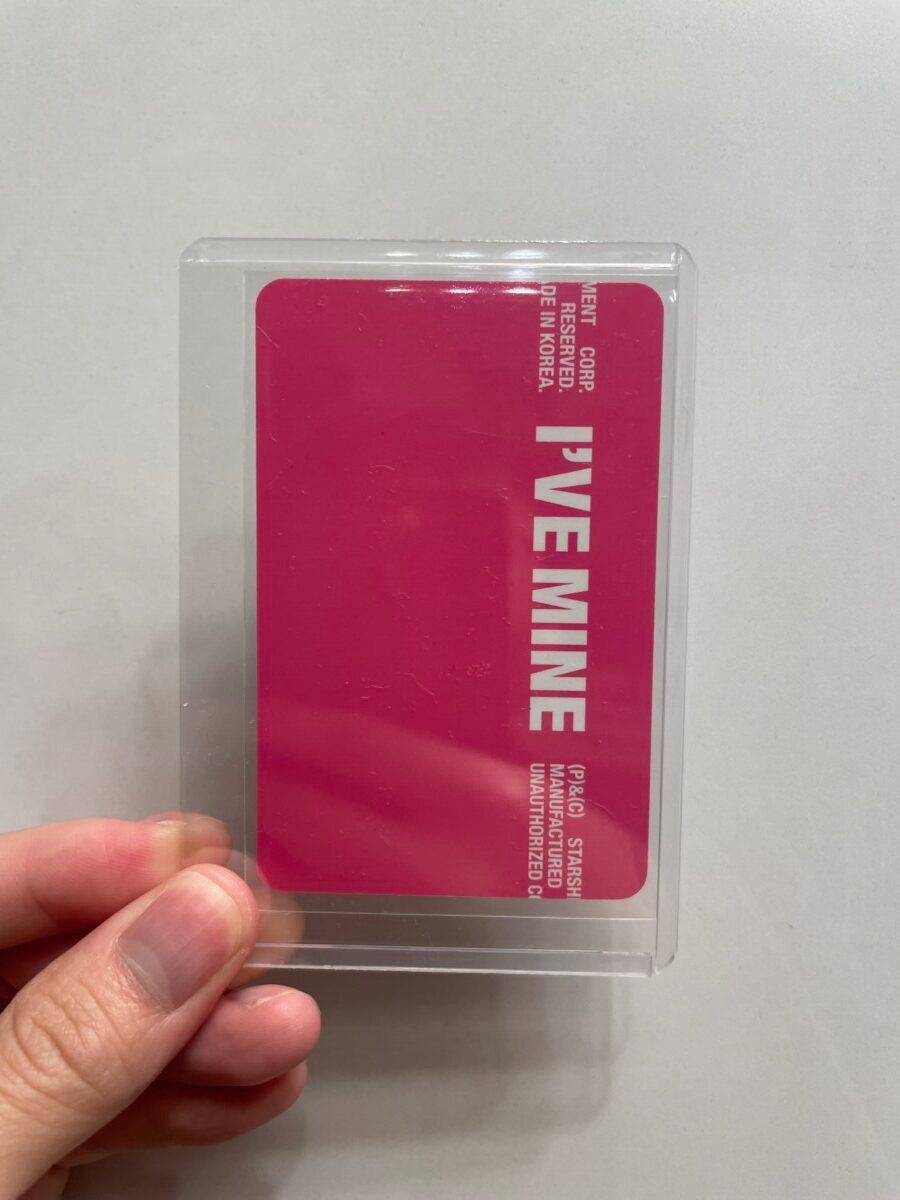 MENT CORP.
RESERVED.
DE IN KOREA.
I'VE MINE
(P)&(C) STARSH
MANUFACTURED
UNAUTHORIZED C